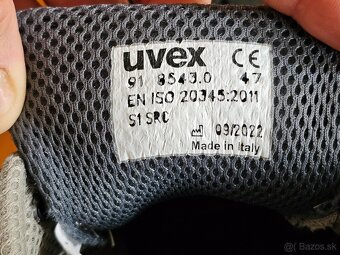 uvex CE
91 8543.0 47
EN ISO 20345:2011
S1 SRC
09/2022
Made in Italy
© bazos.sk